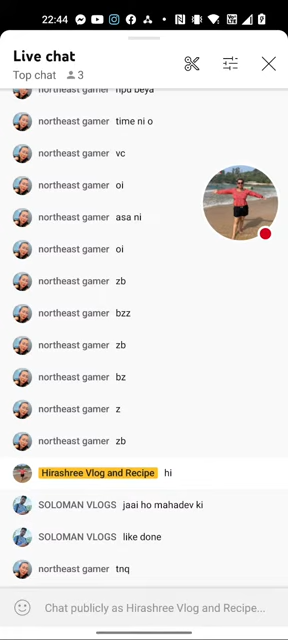 22:44
Live chat
Top chat 3
northeast gamer npu beya
northeast gamer time ni o
northeast gamer vc
northeast gamer oi
northeast gamer asa ni
northeast gamer oi
northeast gamer zb
northeast gamer bzz
northeast gamer zb
northeast gamer bz
northeast gamer z
northeast gamer zb
Hirashree Vlog and Recipe hi
SOLOMAN VLOGS jaai ho mahadev ki
SOLOMAN VLOGS like done
northeast gamer tnq
Chat publicly as Hirashree Vlog and Recipe...